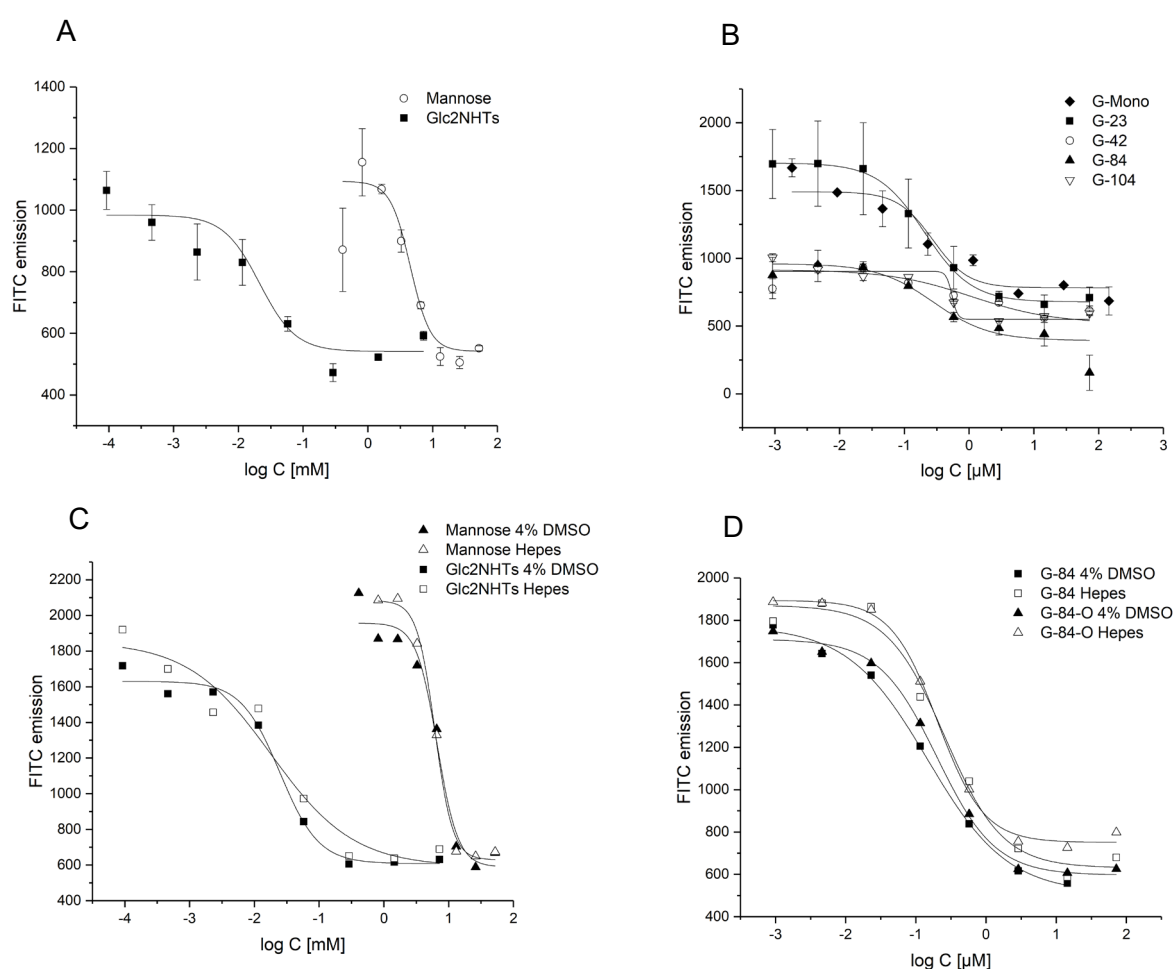 A
1400
1200
1000
800
600
400
-4
-3
-2
-1
0
1
2
FITC emission
log C [mM]
Mannose
Glc2NHTs
B
2000
1500
1000
500
0
-3
-2
-1
0
1
2
3
FITC emission
log C [µM]
G-Mono
G-23
G-42
G-84
G-104
C
2200
2000
1800
1600
1400
1200
1000
800
600
400
-4
-3
-2
-1
0
1
2
FITC emission
log C [mM]
Mannose 4% DMSO
Mannose Hepes
Glc2NHTs 4% DMSO
Glc2NHTs Hepes
D
2000
1800
1600
1400
1200
1000
800
600
400
-3
-2
-1
0
1
2
FITC emission
log C [µM]
G-84 4% DMSO
G-84 Hepes
G-84-O 4% DMSO
G-84-O Hepes